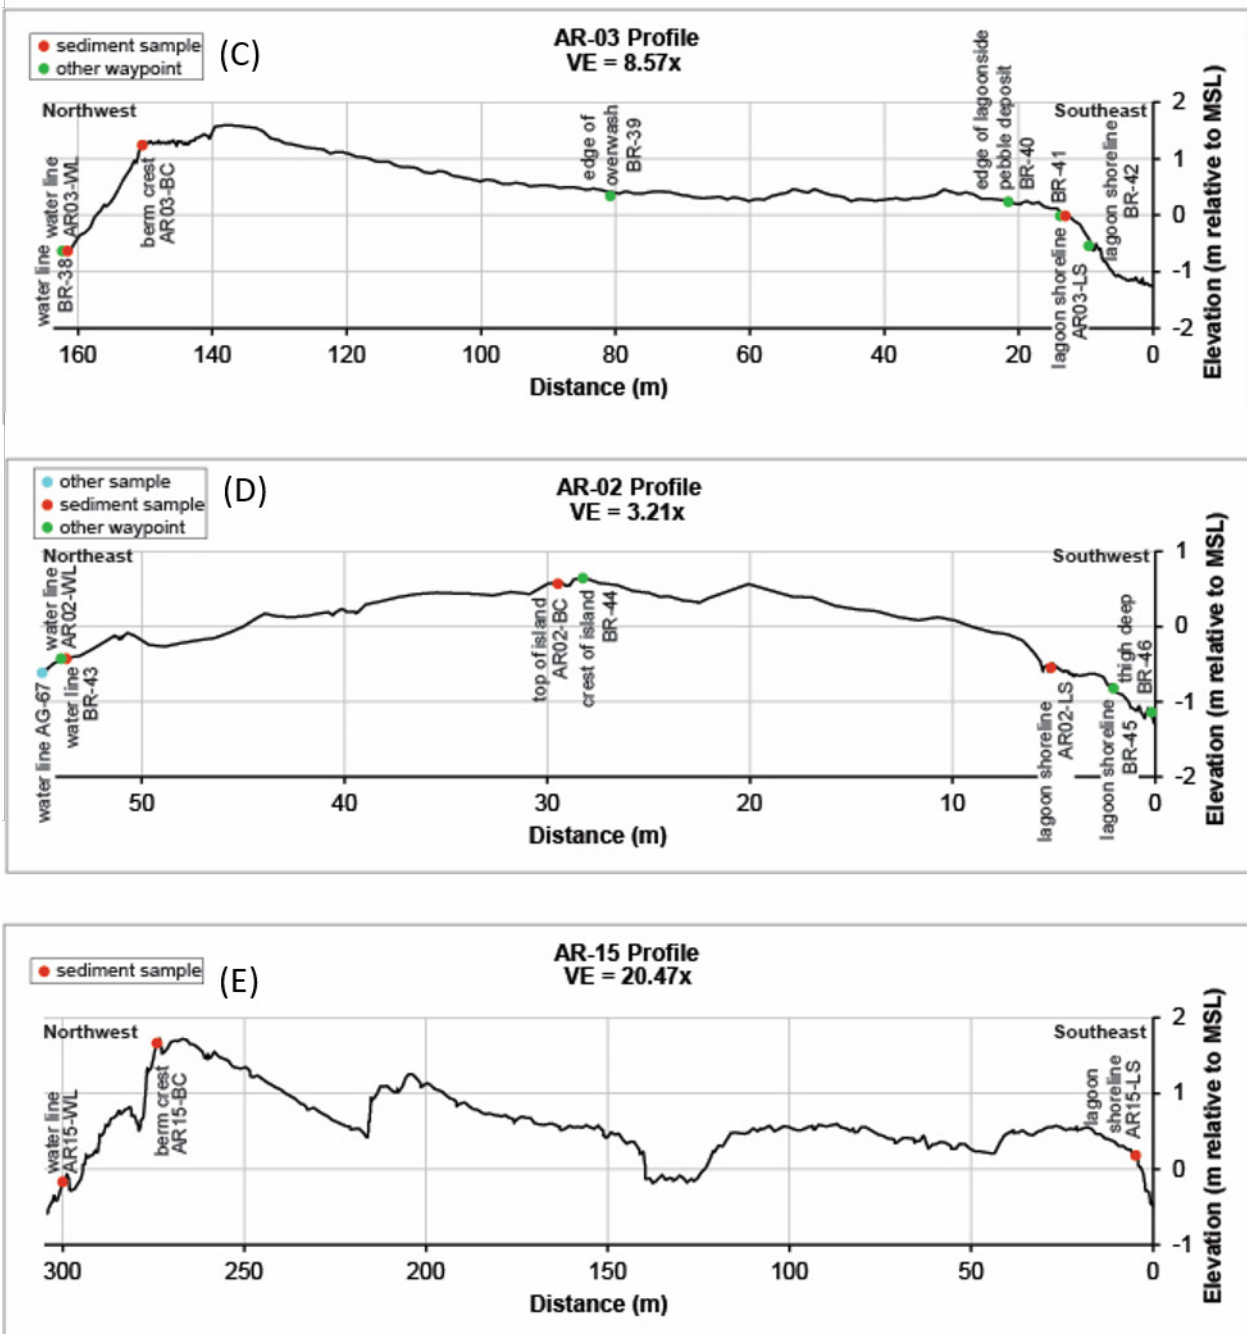 sediment sample
other waypoint
(C)
AR-03 Profile
VE = 8.57x
Northwest
Southeast
water line
BR-38
water line
AR03-WL
berm crest
AR03-BC
edge of
overwash
BR-39
edge of lagoonside
pebble deposit
BR-40
BR-41
lagoon shoreline
AR03-LS
lagoon shoreline
BR-42
2
1
0
-1
-2
Elevation (m relative to MSL)
160 140 120 100 80 60 40 20 0
Distance (m)
other sample
sediment sample
other waypoint
(D)
AR-02 Profile
VE = 3.21x
Northeast
Southwest
water line AG-67
water line
AR02-WL
water line
BR-43
top of island
AR02-BC
crest of island
BR-44
lagoon shoreline
AR02-LS
lagoon shoreline
BR-45
thigh deep
BR-46
1
0
-1
-2
Elevation (m relative to MSL)
50 40 30 20 10 0
Distance (m)
sediment sample
(E)
AR-15 Profile
VE = 20.47x
Northwest
Southeast
water line
AR15-WL
berm crest
AR15-BC
lagoon
shoreline
AR15-LS
2
1
0
-1
Elevation (m relative to MSL)
300 250 200 150 100 50 0
Distance (m)